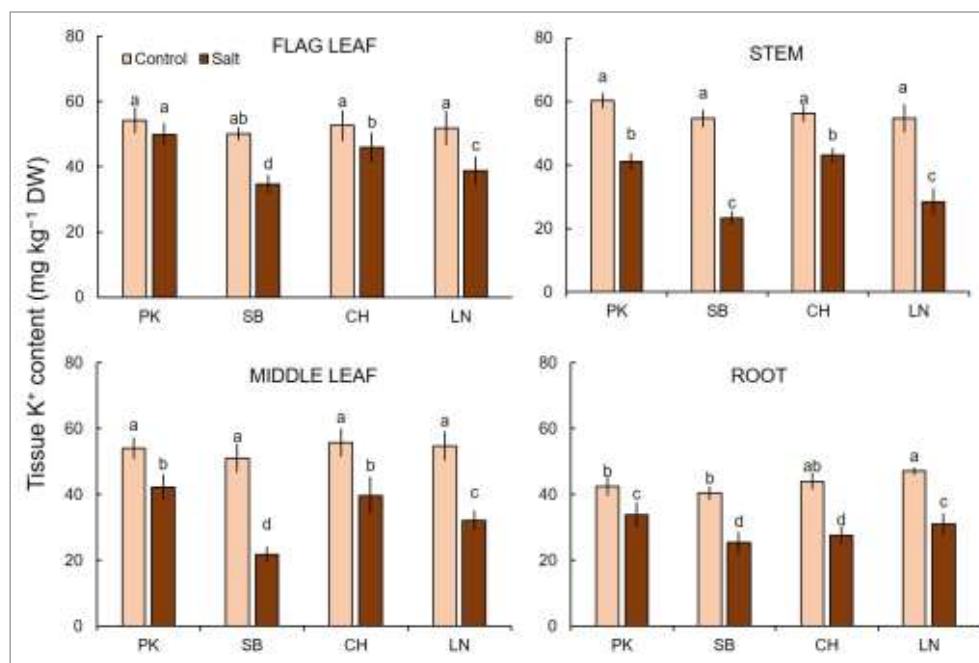 Tissue K⁺ content (mg kg⁻¹ DW)
FLAG LEAF
Control Salt
80
60
40
20
0
a a ab d a b a c
PK SB CH LN
STEM
80
60
40
20
0
a b a c a b a c
PK SB CH LN
MIDDLE LEAF
80
60
40
20
0
a b a d a b a c
PK SB CH LN
ROOT
80
60
40
20
0
b c b d ab d a c
PK SB CH LN